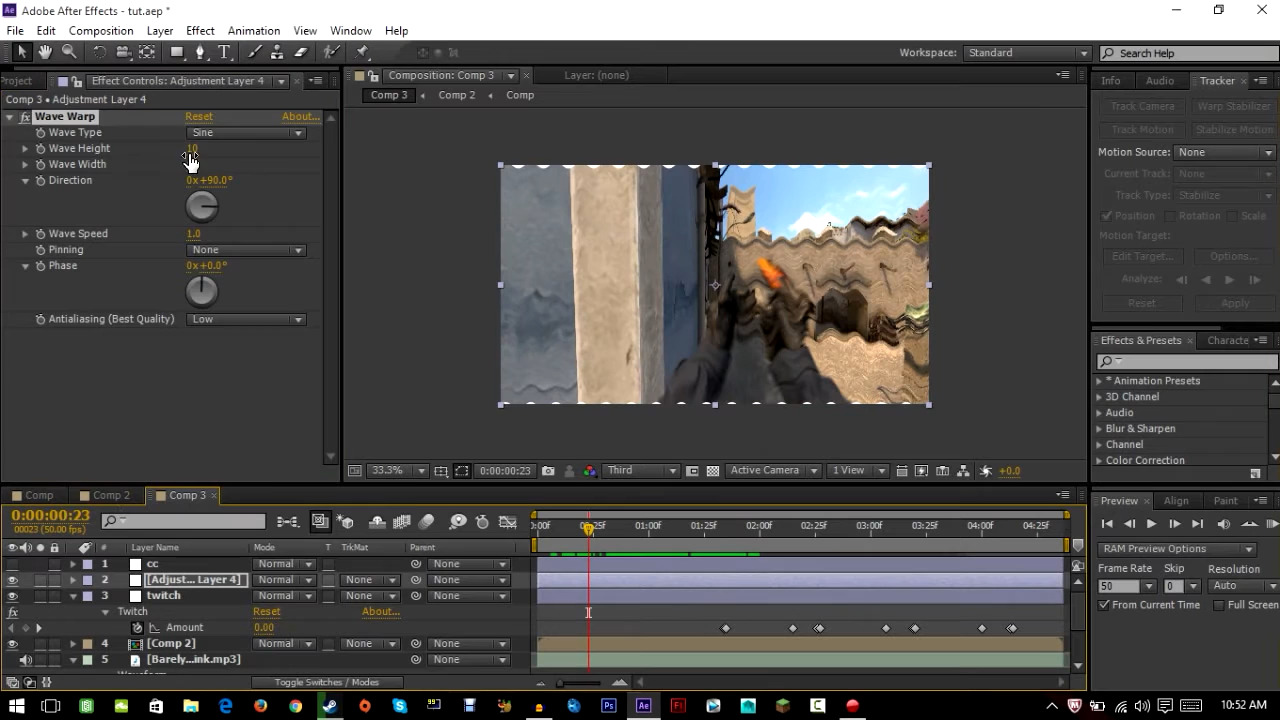 Adobe After Effects - tut.aep *
File Edit Composition Layer Effect Animation View Window Help
Workspace: Standard Search Help
Project Effect Controls: Adjustment Layer 4 Composition: Comp 3 Layer: (none) Info Audio Tracker
Comp 3 • Adjustment Layer 4 Comp 3 Comp 2 Comp
Track Camera Warp Stabilizer
fx Wave Warp Reset About...
Track Motion Stabilize Motion
Wave Type Sine
Wave Height 10
Motion Source: None
Wave Width
Current Track: None
Direction 0x+90.0°
Track Type: Stabilize
Position Rotation Scale
Wave Speed 1.0
Motion Target:
Pinning None
Edit Target... Options...
Phase 0x+0.0°
Analyze:
Reset Apply
Antialiasing (Best Quality) Low
Effects & Presets Characte
* Animation Presets
3D Channel
Audio
Blur & Sharpen
Channel
Color Correction
33.3% 0:00:00:23 Third Active Camera 1 View +0.0
Comp Comp 2 Comp 3
Preview Align Paint
0:00:00:23
00023 (50.00 fps)
:00f 00:25f 01:00f 01:25f 02:00f 02:25f 03:00f 03:25f 04:00f 04:25f
# Layer Name Mode T TrkMat Parent
RAM Preview Options
1 cc Normal None
Frame Rate Skip Resolution
2 [Adjust... Layer 4] Normal None None
50 0 Auto
3 twitch Normal None None
From Current Time Full Screen
fx Twitch Reset About...
Amount 0.00
4 [Comp 2] Normal None None
5 [Barely...ink.mp3] None None
Toggle Switches / Modes
Ps Ae Fl
10:52 AM